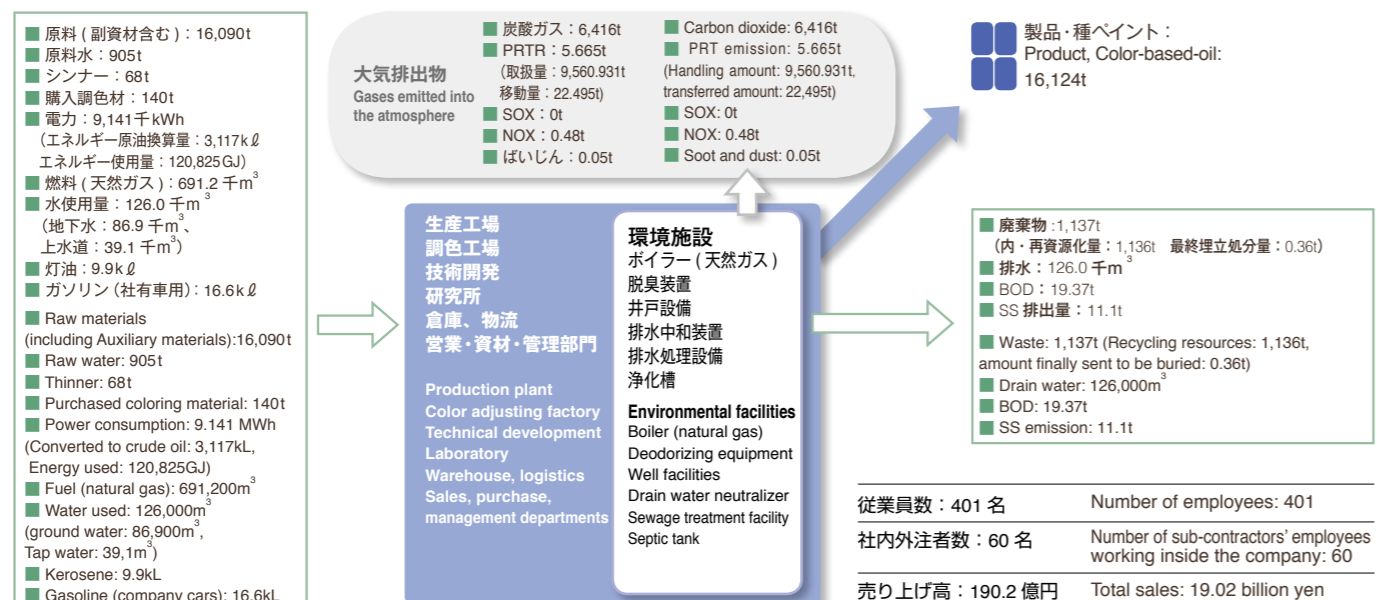 ■ 原料 ( 副資材含む )：16,090t
■ 原料水：905t
■ シンナー：68t
■ 購入調色材：140t
■ 電力：9,141千kWh
（エネルギー原油換算量：3,117kℓ
エネルギー使用量：120,825GJ）
■ 燃料 ( 天然ガス )：691.2 千m³
■ 水使用量：126.0 千m³
（地下水：86.9 千m³、
上水道：39.1 千m³）
■ 灯油：9.9kℓ
■ ガソリン（社有車用）：16.6kℓ
■ Raw materials
(including Auxiliary materials):16,090t
■ Raw water: 905t
■ Thinner: 68t
■ Purchased coloring material: 140t
■ Power consumption: 9.141 MWh
(Converted to crude oil: 3,117kL,
Energy used: 120,825GJ)
■ Fuel (natural gas): 691,200m³
■ Water used: 126,000m³
(ground water: 86,900m³,
Tap water: 39,1m³)
■ Kerosene: 9.9kL
■ Gasoline (company cars): 16.6kL
大気排出物
Gases emitted into
the atmosphere
■ 炭酸ガス：6,416t
■ PRTR：5.665t
（取扱量：9,560.931t
移動量：22.495t)
■ SOX：0t
■ NOX：0.48t
■ ばいじん：0.05t
■ Carbon dioxide: 6,416t
■ PRT emission: 5.665t
(Handling amount: 9,560.931t,
transferred amount: 22,495t)
■ SOX: 0t
■ NOX: 0.48t
■ Soot and dust: 0.05t
製品・種ペイント：
Product, Color-based-oil:
16,124t
生産工場
調色工場
技術開発
研究所
倉庫、物流
営業・資材・管理部門
Production plant
Color adjusting factory
Technical development
Laboratory
Warehouse, logistics
Sales, purchase,
management departments
環境施設
ボイラー ( 天然ガス )
脱臭装置
井戸設備
排水中和装置
排水処理設備
浄化槽
Environmental facilities
Boiler (natural gas)
Deodorizing equipment
Well facilities
Drain water neutralizer
Sewage treatment facility
Septic tank
■ 廃棄物 :1,137t
（内・再資源化量：1,136t 最終埋立処分量：0.36t）
■ 排水：126.0 千m³
■ BOD：19.37t
■ SS 排出量：11.1t
■ Waste: 1,137t (Recycling resources: 1,136t,
amount finally sent to be buried: 0.36t)
■ Drain water: 126,000m³
■ BOD: 19.37t
■ SS emission: 11.1t
従業員数：401 名 Number of employees: 401
社内外注者数：60 名 Number of sub-contractors' employees
working inside the company: 60
売り上げ高：190.2 億円 Total sales: 19.02 billion yen